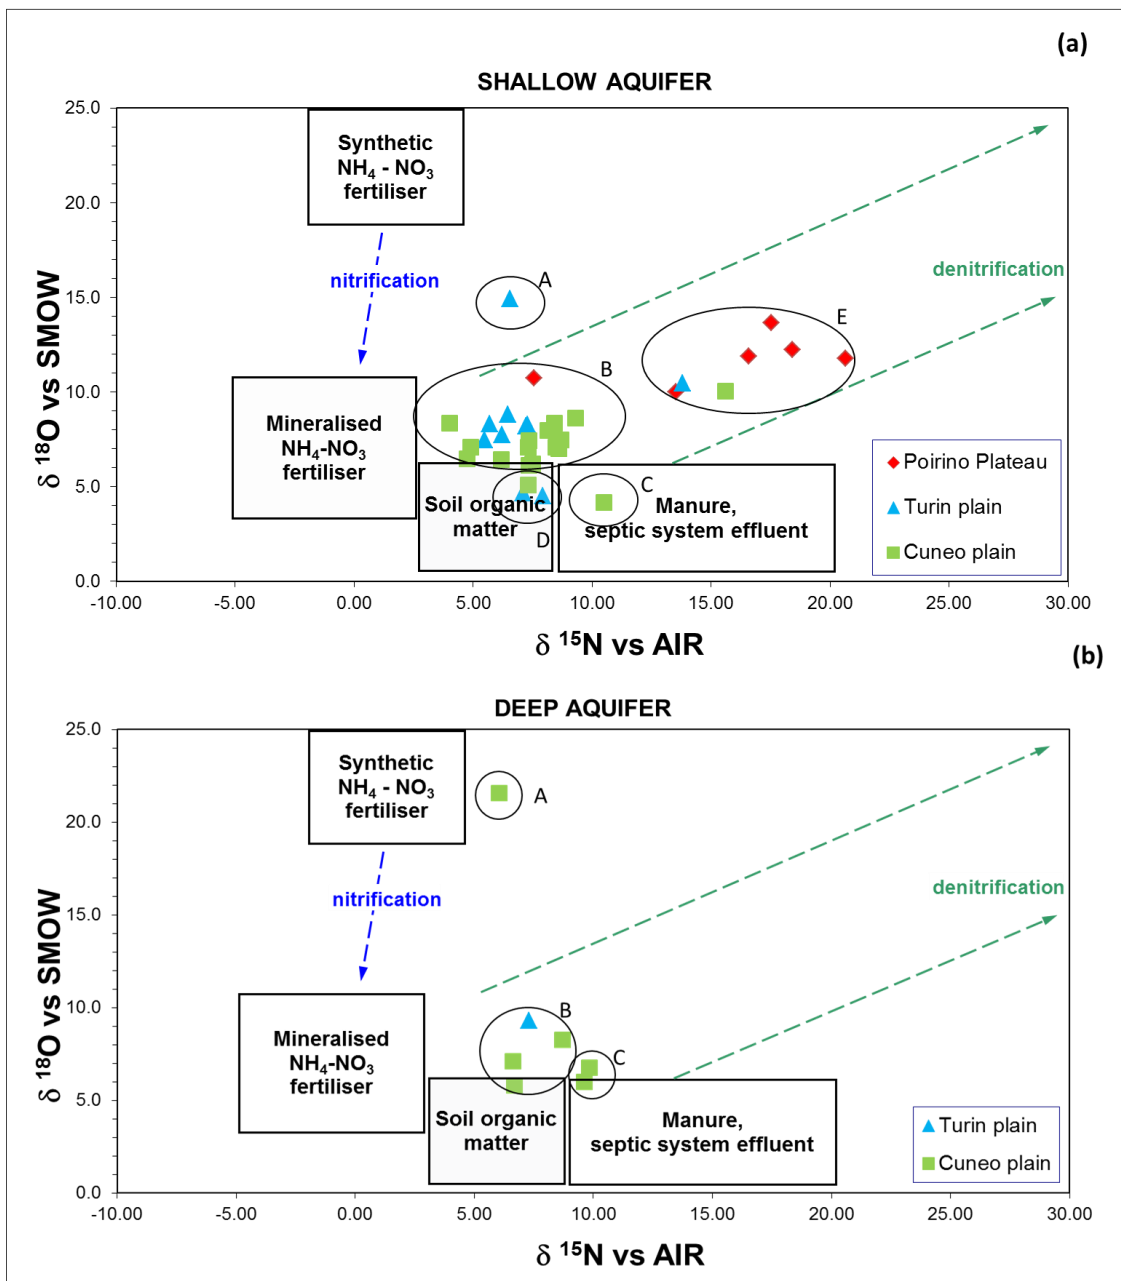 (a)
SHALLOW AQUIFER
25.0
20.0
15.0
10.0
5.0
0.0
δ ¹⁸O vs SMOW
Synthetic
NH₄ - NO₃
fertiliser
nitrification
A
denitrification
E
B
Mineralised
NH₄-NO₃
fertiliser
C
Soil organic
matter
D
Manure,
septic system effluent
Poirino Plateau
Turin plain
Cuneo plain
-10.00 -5.00 0.00 5.00 10.00 15.00 20.00 25.00 30.00
δ ¹⁵N vs AIR
(b)
DEEP AQUIFER
25.0
20.0
15.0
10.0
5.0
0.0
δ ¹⁸O vs SMOW
Synthetic
NH₄ - NO₃
fertiliser
A
nitrification
denitrification
B
Mineralised
NH₄-NO₃
fertiliser
C
Soil organic
matter
Manure,
septic system effluent
Turin plain
Cuneo plain
-10.00 -5.00 0.00 5.00 10.00 15.00 20.00 25.00 30.00
δ ¹⁵N vs AIR